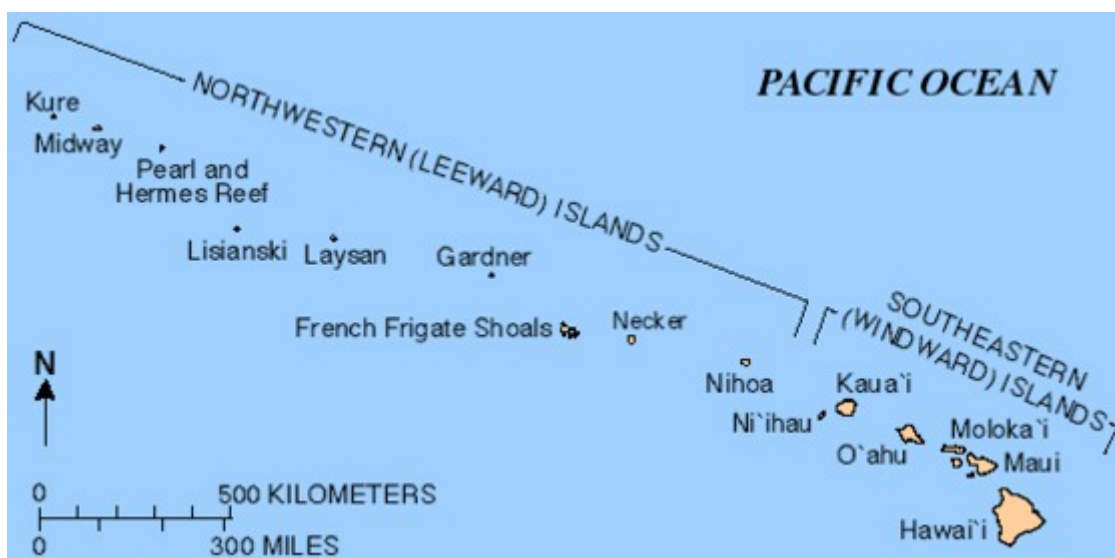 PACIFIC OCEAN
NORTHWESTERN (LEEWARD) ISLANDS
Kure
Midway
Pearl and
Hermes Reef
Lisianski
Laysan
Gardner
French Frigate Shoals
Necker
Nihoa
SOUTHEASTERN
(WINDWARD) ISLANDS
Kaua`i
Ni`ihau
O`ahu
Moloka`i
Maui
Hawai`i
N
0 500 KILOMETERS
0 300 MILES